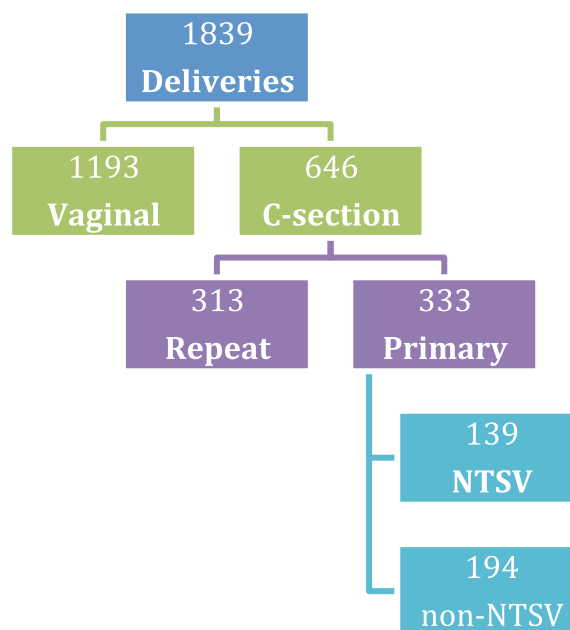 1839
Deliveries
1193
Vaginal
646
C-section
313
Repeat
333
Primary
139
NTSV
194
non-NTSV